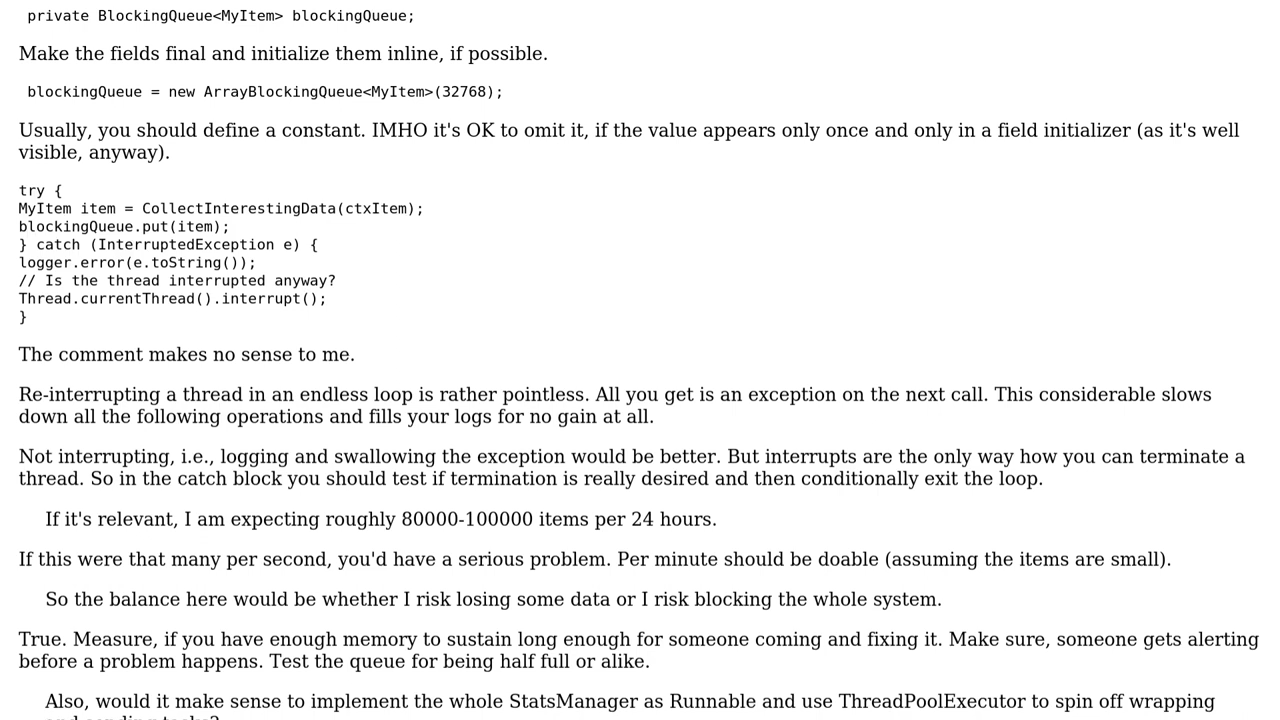 private BlockingQueue<MyItem> blockingQueue;
Make the fields final and initialize them inline, if possible.
blockingQueue = new ArrayBlockingQueue<MyItem>(32768);
Usually, you should define a constant. IMHO it's OK to omit it, if the value appears only once and only in a field initializer (as it's well
visible, anyway).
try {
MyItem item = CollectInterestingData(ctxItem);
blockingQueue.put(item);
} catch (InterruptedException e) {
logger.error(e.toString());
// Is the thread interrupted anyway?
Thread.currentThread().interrupt();
}
The comment makes no sense to me.
Re-interrupting a thread in an endless loop is rather pointless. All you get is an exception on the next call. This considerable slows
down all the following operations and fills your logs for no gain at all.
Not interrupting, i.e., logging and swallowing the exception would be better. But interrupts are the only way how you can terminate a
thread. So in the catch block you should test if termination is really desired and then conditionally exit the loop.
If it's relevant, I am expecting roughly 80000-100000 items per 24 hours.
If this were that many per second, you'd have a serious problem. Per minute should be doable (assuming the items are small).
So the balance here would be whether I risk losing some data or I risk blocking the whole system.
True. Measure, if you have enough memory to sustain long enough for someone coming and fixing it. Make sure, someone gets alerting
before a problem happens. Test the queue for being half full or alike.
Also, would it make sense to implement the whole StatsManager as Runnable and use ThreadPoolExecutor to spin off wrapping